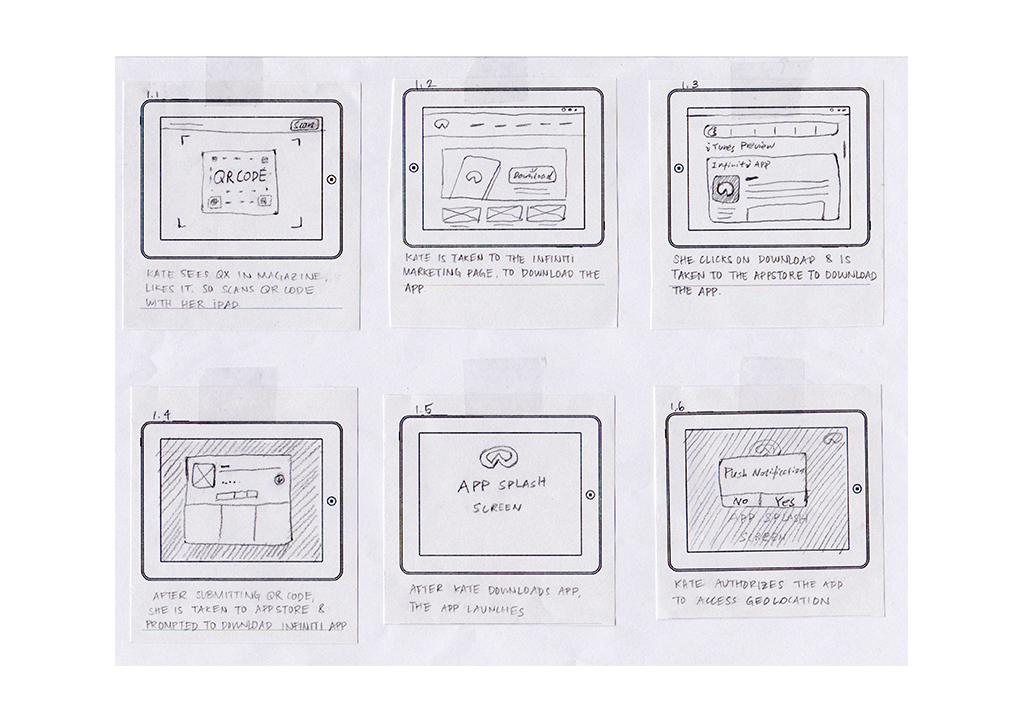 1.1
Scan
QR CODE
KATE SEES QX IN MAGAZINE,
LIKES IT. SO SCANS QR CODE
WITH HER iPAD
1.2
Download
KATE IS TAKEN TO THE INFINITI
MARKETING PAGE, TO DOWNLOAD THE
APP
1.3
iTunes Preview
Infiniti App
SHE CLICKS ON DOWNLOAD & IS
TAKEN TO THE APPSTORE TO DOWNLOAD
THE APP.
1.4
AFTER SUBMITTING QR CODE,
SHE IS TAKEN TO APPSTORE &
PROMPTED TO DOWNLOAD INFINITI APP
1.5
APP SPLASH
SCREEN
AFTER KATE DOWNLOADS APP,
THE APP LAUNCHES
1.6
Push Notification
No Yes
APP SPLASH
SCREEN
KATE AUTHORIZES THE APP
TO ACCESS GEOLOCATION